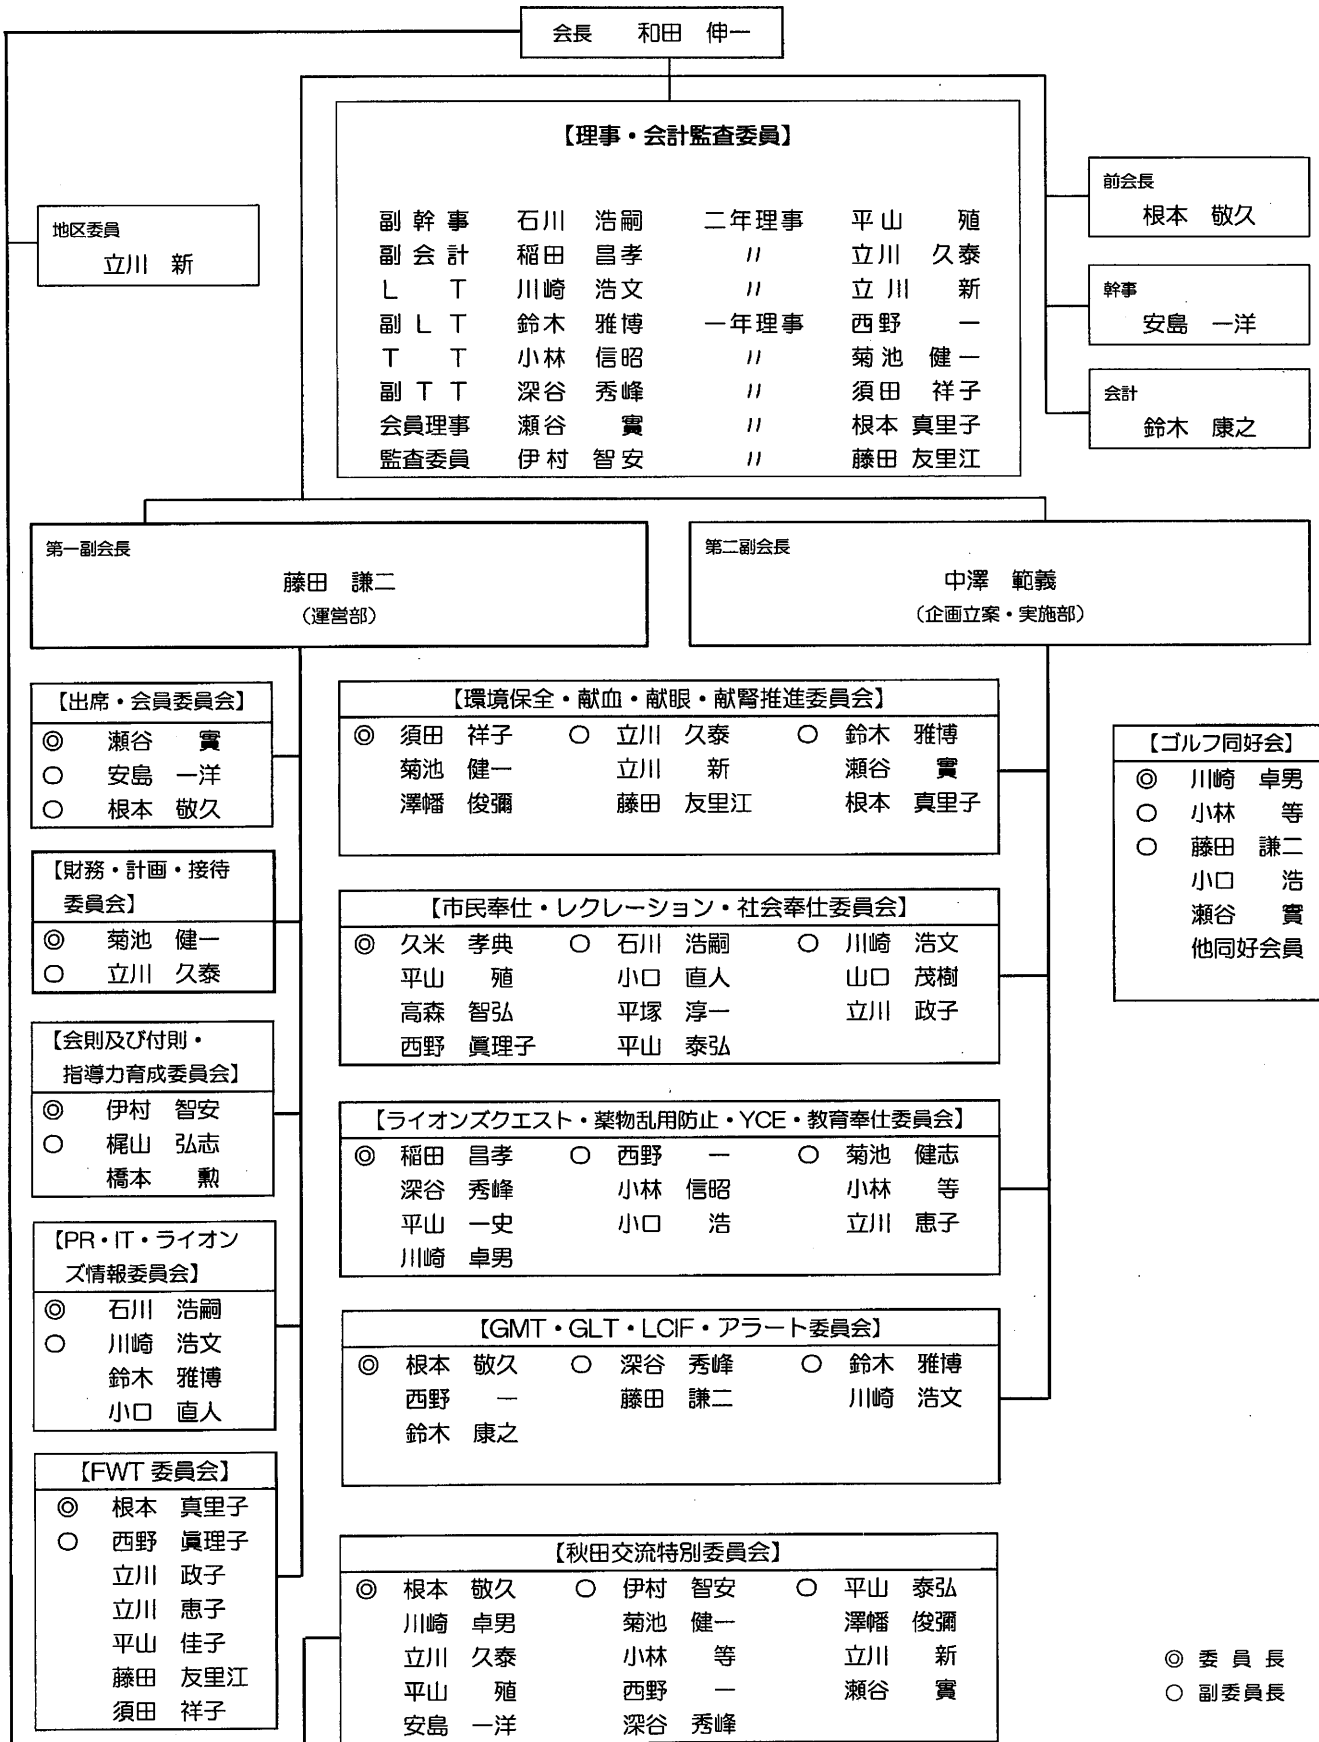 会長 和田 伸一
【理事・会計監査委員】
副幹事 石川 浩嗣 二年理事 平山 殖
副会計 稲田 昌孝 〃 立川 久泰
L T 川崎 浩文 〃 立川 新
副 L T 鈴木 雅博 一年理事 西野 一
T T 小林 信昭 〃 菊池 健一
副 T T 深谷 秀峰 〃 須田 祥子
会員理事 瀬谷 實 〃 根本 真里子
監査委員 伊村 智安 〃 藤田 友里江
地区委員
立川 新
前会長
根本 敬久
幹事
安島 一洋
会計
鈴木 康之
第一副会長
藤田 謙二
（運営部）
第二副会長
中澤 範義
（企画立案・実施部）
【出席・会員委員会】
◎ 瀬谷 實
○ 安島 一洋
○ 根本 敬久
【財務・計画・接待
委員会】
◎ 菊池 健一
○ 立川 久泰
【会則及び付則・
指導力育成委員会】
◎ 伊村 智安
○ 梶山 弘志
橋本 勲
【PR・IT・ライオン
ズ情報委員会】
◎ 石川 浩嗣
○ 川崎 浩文
鈴木 雅博
小口 直人
【FWT 委員会】
◎ 根本 真里子
○ 西野 眞理子
立川 政子
立川 恵子
平山 佳子
藤田 友里江
須田 祥子
【環境保全・献血・献眼・献腎推進委員会】
◎ 須田 祥子 ○ 立川 久泰 ○ 鈴木 雅博
菊池 健一 立川 新 瀬谷 實
澤幡 俊彌 藤田 友里江 根本 真里子
【市民奉仕・レクレーション・社会奉仕委員会】
◎ 久米 孝典 ○ 石川 浩嗣 ○ 川崎 浩文
平山 殖 小口 直人 山口 茂樹
高森 智弘 平塚 淳一 立川 政子
西野 眞理子 平山 泰弘
【ライオンズクエスト・薬物乱用防止・YCE・教育奉仕委員会】
◎ 稲田 昌孝 ○ 西野 一 ○ 菊池 健志
深谷 秀峰 小林 信昭 小林 等
平山 一史 小口 浩 立川 恵子
川崎 卓男
【GMT・GLT・LCIF・アラート委員会】
◎ 根本 敬久 ○ 深谷 秀峰 ○ 鈴木 雅博
西野 一 藤田 謙二 川崎 浩文
鈴木 康之
【秋田交流特別委員会】
◎ 根本 敬久 ○ 伊村 智安 ○ 平山 泰弘
川崎 卓男 菊池 健一 澤幡 俊彌
立川 久泰 小林 等 立川 新
平山 殖 西野 一 瀬谷 實
安島 一洋 深谷 秀峰
【ゴルフ同好会】
◎ 川崎 卓男
○ 小林 等
○ 藤田 謙二
小口 浩
瀬谷 實
他同好会員
◎ 委員長
○ 副委員長